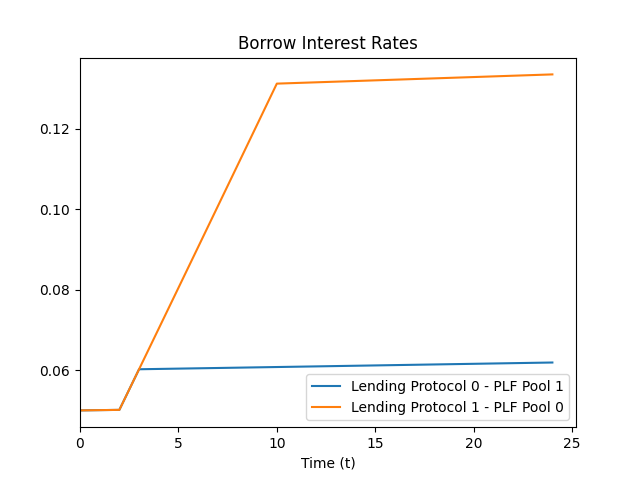 Borrow Interest Rates
0.12
0.10
0.08
0.06
Lending Protocol 0 - PLF Pool 1
Lending Protocol 1 - PLF Pool 0
0 5 10 15 20 25
Time (t)